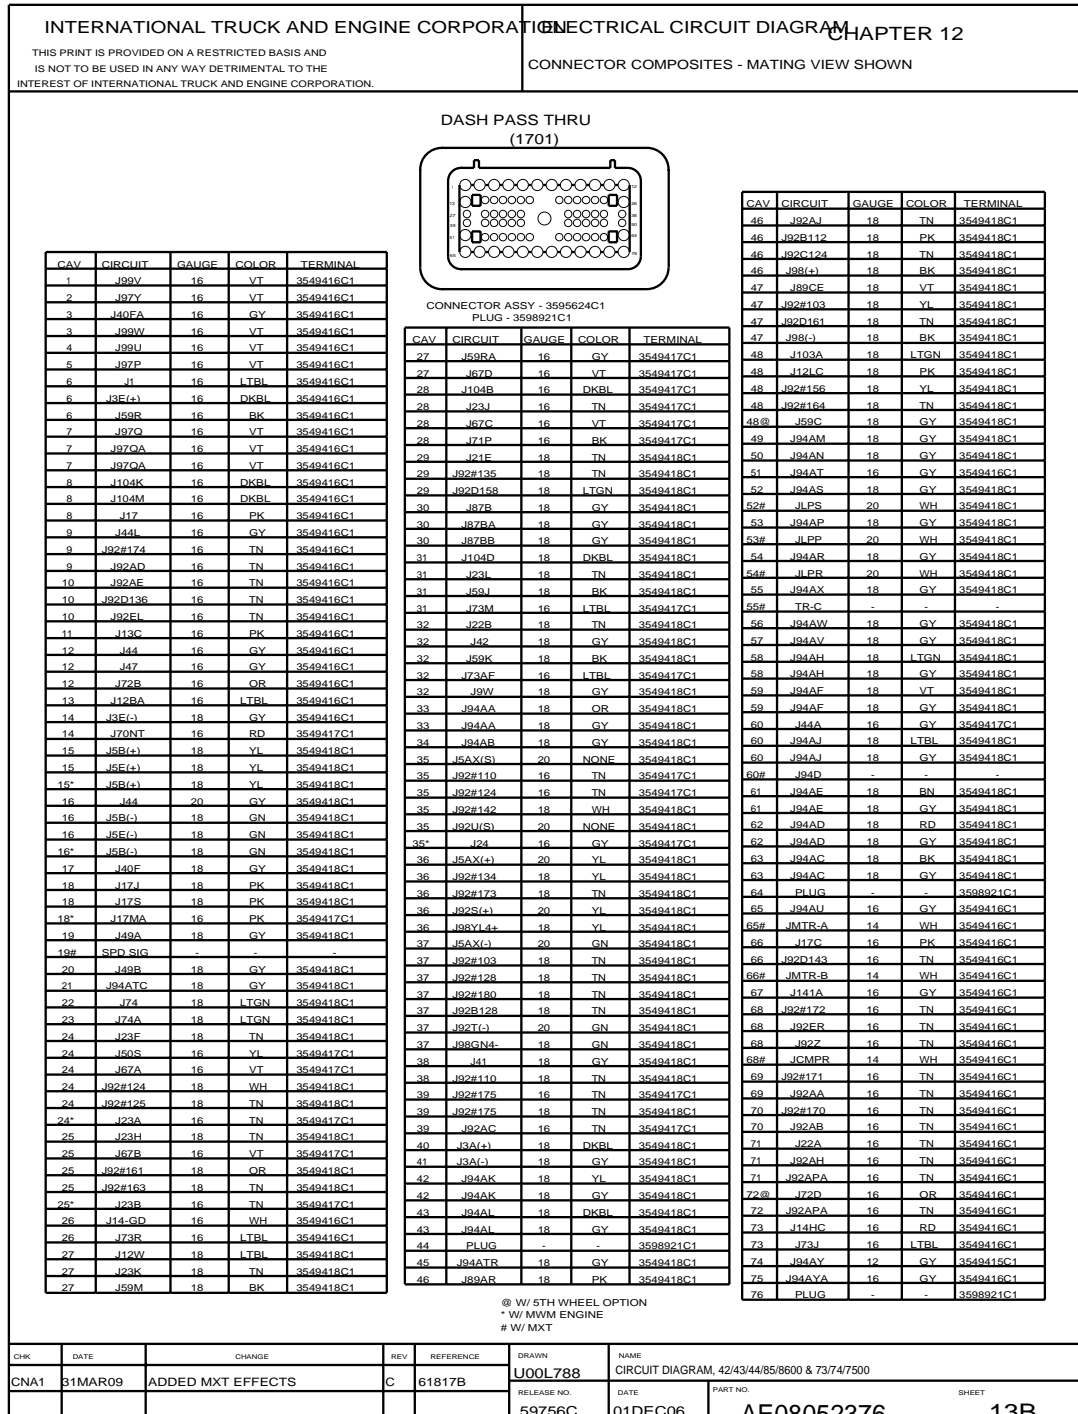 INTERNATIONAL TRUCK AND ENGINE CORPORATION
THIS PRINT IS PROVIDED ON A RESTRICTED BASIS AND
IS NOT TO BE USED IN ANY WAY DETRIMENTAL TO THE
INTEREST OF INTERNATIONAL TRUCK AND ENGINE CORPORATION.
ELECTRICAL CIRCUIT DIAGRAM
CHAPTER 12
CONNECTOR COMPOSITES - MATING VIEW SHOWN
DASH PASS THRU
(1701)
CONNECTOR ASSY - 3595624C1
PLUG - 3598921C1
CAV CIRCUIT GAUGE COLOR TERMINAL
1 J99V 16 VT 3549416C1
2 J97Y 16 VT 3549416C1
3 J40FA 16 GY 3549416C1
3 J99W 16 VT 3549416C1
4 J99U 16 VT 3549416C1
5 J97P 16 VT 3549416C1
6 J1 16 LTBL 3549416C1
6 J3E(+) 16 DKBL 3549416C1
6 J59R 16 BK 3549416C1
7 J97Q 16 VT 3549416C1
7 J97QA 16 VT 3549416C1
7 J97QA 16 VT 3549416C1
8 J104K 16 DKBL 3549416C1
8 J104M 16 DKBL 3549416C1
8 J17 16 PK 3549416C1
9 J44L 16 GY 3549416C1
9 J92#174 16 TN 3549416C1
9 J92AD 16 TN 3549416C1
10 J92AE 16 TN 3549416C1
10 J92D136 16 TN 3549416C1
10 J92EL 16 TN 3549416C1
11 J13C 16 PK 3549416C1
12 J44 16 GY 3549416C1
12 J47 16 GY 3549416C1
12 J72B 16 OR 3549416C1
13 J12BA 16 LTBL 3549416C1
14 J3E(-) 18 GY 3549416C1
14 J70NT 16 RD 3549417C1
15 J5B(+) 18 YL 3549418C1
15 J5E(+) 18 YL 3549418C1
15* J5B(+) 18 YL 3549418C1
16 J44 20 GY 3549418C1
16 J5B(-) 18 GN 3549418C1
16 J5E(-) 18 GN 3549418C1
16* J5B(-) 18 GN 3549418C1
17 J40F 18 GY 3549418C1
18 J17J 18 PK 3549418C1
18 J17S 18 PK 3549418C1
18* J17MA 16 PK 3549417C1
19 J49A 18 GY 3549418C1
19# SPD SIG - - -
20 J49B 18 GY 3549418C1
21 J94ATC 18 GY 3549418C1
22 J74 18 LTGN 3549418C1
23 J74A 18 LTGN 3549418C1
24 J23F 18 TN 3549418C1
24 J50S 16 YL 3549417C1
24 J67A 16 VT 3549417C1
24 J92#124 18 WH 3549418C1
24 J92#125 18 TN 3549418C1
24* J23A 16 TN 3549417C1
25 J23H 18 TN 3549418C1
25 J67B 16 VT 3549417C1
25 J92#161 18 OR 3549418C1
25 J92#163 18 TN 3549418C1
25* J23B 16 TN 3549417C1
26 J14-GD 16 WH 3549416C1
26 J73R 16 LTBL 3549416C1
27 J12W 18 LTBL 3549418C1
27 J23K 18 TN 3549418C1
27 J59M 18 BK 3549418C1
CAV CIRCUIT GAUGE COLOR TERMINAL
27 J59RA 16 GY 3549417C1
27 J67D 16 VT 3549417C1
28 J104B 16 DKBL 3549417C1
28 J23J 16 TN 3549417C1
28 J67C 16 VT 3549417C1
28 J71P 16 BK 3549417C1
29 J21E 18 TN 3549418C1
29 J92#135 18 TN 3549418C1
29 J92D158 18 LTGN 3549418C1
30 J87B 18 GY 3549418C1
30 J87BA 18 GY 3549418C1
30 J87BB 18 GY 3549418C1
31 J104D 18 DKBL 3549418C1
31 J23L 18 TN 3549418C1
31 J59J 18 BK 3549418C1
31 J73M 16 LTBL 3549417C1
32 J22B 18 TN 3549418C1
32 J42 18 GY 3549418C1
32 J59K 18 BK 3549418C1
32 J73AF 16 LTBL 3549417C1
32 J9W 18 GY 3549418C1
33 J94AA 18 OR 3549418C1
33 J94AA 18 GY 3549418C1
34 J94AB 18 GY 3549418C1
35 J5AX(S) 20 NONE 3549418C1
35 J92#110 16 TN 3549417C1
35 J92#124 16 TN 3549417C1
35 J92#142 18 WH 3549418C1
35 J92U(S) 20 NONE 3549418C1
35* J24 16 GY 3549417C1
36 J5AX(+) 20 YL 3549418C1
36 J92#134 18 YL 3549418C1
36 J92#173 18 TN 3549418C1
36 J92S(+) 20 YL 3549418C1
36 J98YL4+ 18 YL 3549418C1
37 J5AX(-) 20 GN 3549418C1
37 J92#103 18 TN 3549418C1
37 J92#128 18 TN 3549418C1
37 J92#180 18 TN 3549418C1
37 J92B128 18 TN 3549418C1
37 J92T(-) 20 GN 3549418C1
37 J98GN4- 18 GN 3549418C1
38 J41 18 GY 3549418C1
38 J92#110 18 TN 3549418C1
39 J92#175 16 TN 3549417C1
39 J92#175 18 TN 3549418C1
39 J92AC 16 TN 3549417C1
40 J3A(+) 18 DKBL 3549418C1
41 J3A(-) 18 GY 3549418C1
42 J94AK 18 YL 3549418C1
42 J94AK 18 GY 3549418C1
43 J94AL 18 DKBL 3549418C1
43 J94AL 18 GY 3549418C1
44 PLUG - - 3598921C1
45 J94ATR 18 GY 3549418C1
46 J89AR 18 PK 3549418C1
CAV CIRCUIT GAUGE COLOR TERMINAL
46 J92AJ 18 TN 3549418C1
46 J92B112 18 PK 3549418C1
46 J92C124 18 TN 3549418C1
46 J98(+) 18 BK 3549418C1
47 J89CE 18 VT 3549418C1
47 J92#103 18 YL 3549418C1
47 J92D161 18 TN 3549418C1
47 J98(-) 18 BK 3549418C1
48 J103A 18 LTGN 3549418C1
48 J12LC 18 PK 3549418C1
48 J92#156 18 YL 3549418C1
48 J92#164 18 TN 3549418C1
48@ J59C 18 GY 3549418C1
49 J94AM 18 GY 3549418C1
50 J94AN 18 GY 3549418C1
51 J94AT 16 GY 3549416C1
52 J94AS 18 GY 3549418C1
52# JLPS 20 WH 3549418C1
53 J94AP 18 GY 3549418C1
53# JLPP 20 WH 3549418C1
54 J94AR 18 GY 3549418C1
54# JLPR 20 WH 3549418C1
55 J94AX 18 GY 3549418C1
55# TR-C - - -
56 J94AW 18 GY 3549418C1
57 J94AV 18 GY 3549418C1
58 J94AH 18 LTGN 3549418C1
58 J94AH 18 GY 3549418C1
59 J94AF 18 VT 3549418C1
59 J94AF 18 GY 3549418C1
60 J44A 16 GY 3549417C1
60 J94AJ 18 LTBL 3549418C1
60 J94AJ 18 GY 3549418C1
60# J94D - - -
61 J94AE 18 BN 3549418C1
61 J94AE 18 GY 3549418C1
62 J94AD 18 RD 3549418C1
62 J94AD 18 GY 3549418C1
63 J94AC 18 BK 3549418C1
63 J94AC 18 GY 3549418C1
64 PLUG - - 3598921C1
65 J94AU 16 GY 3549416C1
65# JMTR-A 14 WH 3549416C1
66 J17C 16 PK 3549416C1
66 J92D143 16 TN 3549416C1
66# JMTR-B 14 WH 3549416C1
67 J141A 16 GY 3549416C1
68 J92#172 16 TN 3549416C1
68 J92ER 16 TN 3549416C1
68 J92Z 16 TN 3549416C1
68# JCMPR 14 WH 3549416C1
69 J92#171 16 TN 3549416C1
69 J92AA 16 TN 3549416C1
70 J92#170 16 TN 3549416C1
70 J92AB 16 TN 3549416C1
71 J22A 16 TN 3549416C1
71 J92AH 16 TN 3549416C1
71 J92APA 16 TN 3549416C1
72@ J72D 16 OR 3549416C1
72 J92APA 16 TN 3549416C1
73 J14HC 16 RD 3549416C1
73 J73J 16 LTBL 3549416C1
74 J94AY 12 GY 3549415C1
75 J94AYA 16 GY 3549416C1
76 PLUG - - 3598921C1
@ W/ 5TH WHEEL OPTION
* W/ MWM ENGINE
# W/ MXT
CHK DATE CHANGE REV REFERENCE
CNA1 31MAR09 ADDED MXT EFFECTS C 61817B
DRAWN
U00L788
NAME
CIRCUIT DIAGRAM, 42/43/44/85/8600 & 73/74/7500
RELEASE NO.
59756C
DATE
01DEC06
PART NO.
AE08052376
SHEET
13B